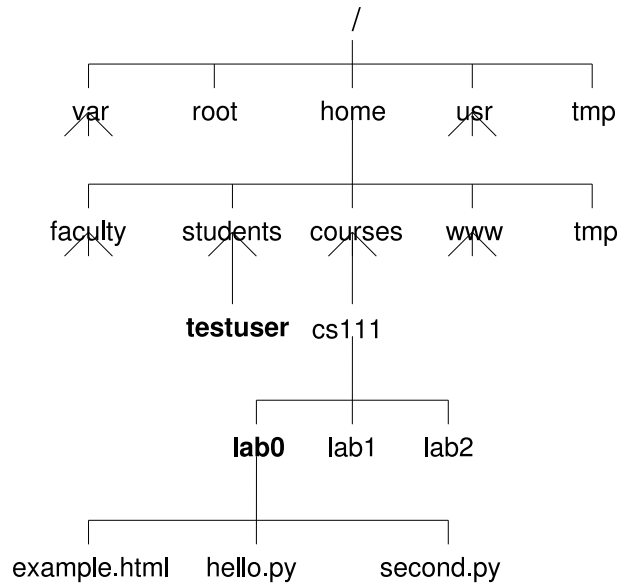 /
var root home usr tmp
faculty students courses www tmp
testuser cs111
lab0 lab1 lab2
example.html hello.py second.py